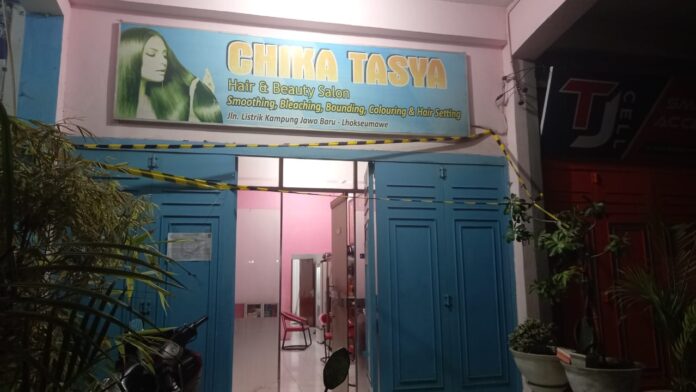 CHIKA TASYA
Hair & Beauty Salon
Smoothing, Bleaching, Bounding, Colouring & Hair Setting
Jln. Listrik Kampung Jawa Baru - Lhokseumawe
TJ
CELL